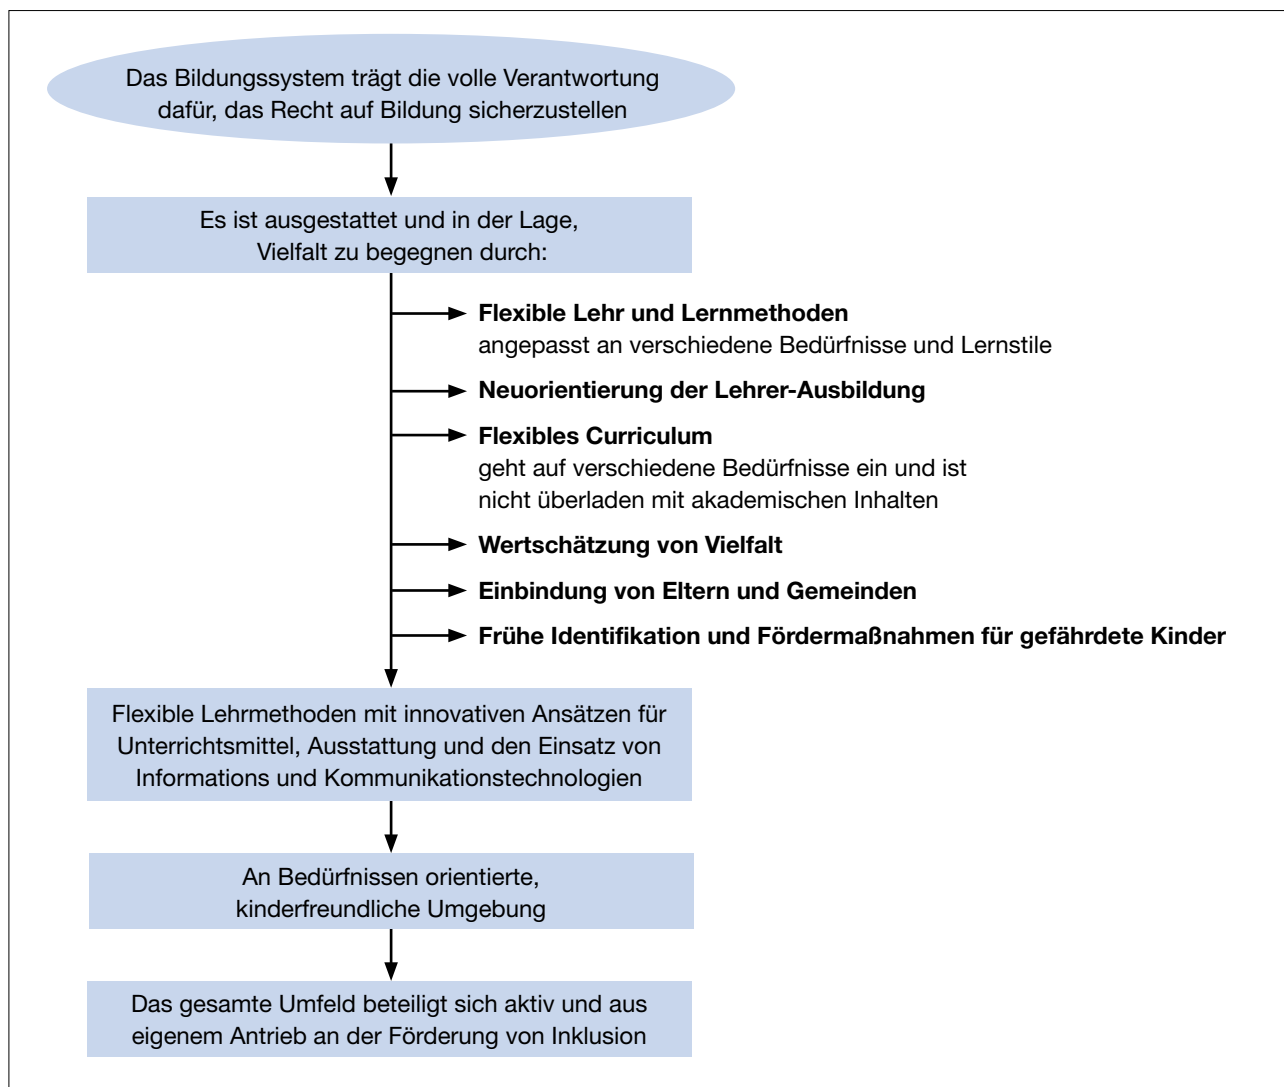 Das Bildungssystem trägt die volle Verantwortung
dafür, das Recht auf Bildung sicherzustellen
Es ist ausgestattet und in der Lage,
Vielfalt zu begegnen durch:
Flexible Lehr und Lernmethoden
angepasst an verschiedene Bedürfnisse und Lernstile
Neuorientierung der Lehrer-Ausbildung
Flexibles Curriculum
geht auf verschiedene Bedürfnisse ein und ist
nicht überladen mit akademischen Inhalten
Wertschätzung von Vielfalt
Einbindung von Eltern und Gemeinden
Frühe Identifikation und Fördermaßnahmen für gefährdete Kinder
Flexible Lehrmethoden mit innovativen Ansätzen für
Unterrichtsmittel, Ausstattung und den Einsatz von
Informations und Kommunikationstechnologien
An Bedürfnissen orientierte,
kinderfreundliche Umgebung
Das gesamte Umfeld beteiligt sich aktiv und aus
eigenem Antrieb an der Förderung von Inklusion